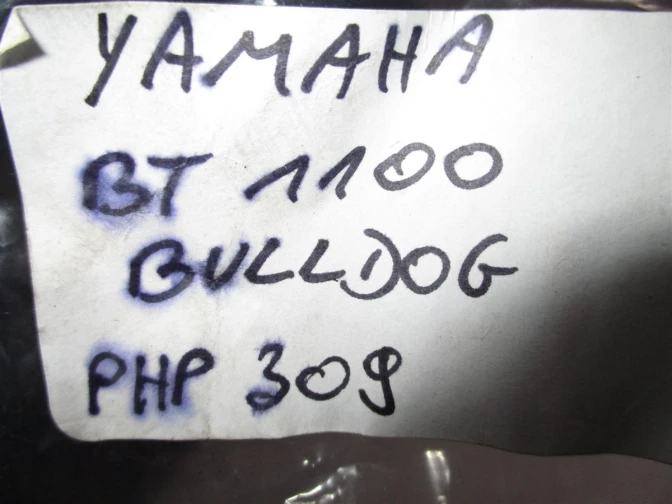 YAMAHA
BT 1100
BULLDOG
PHP 309